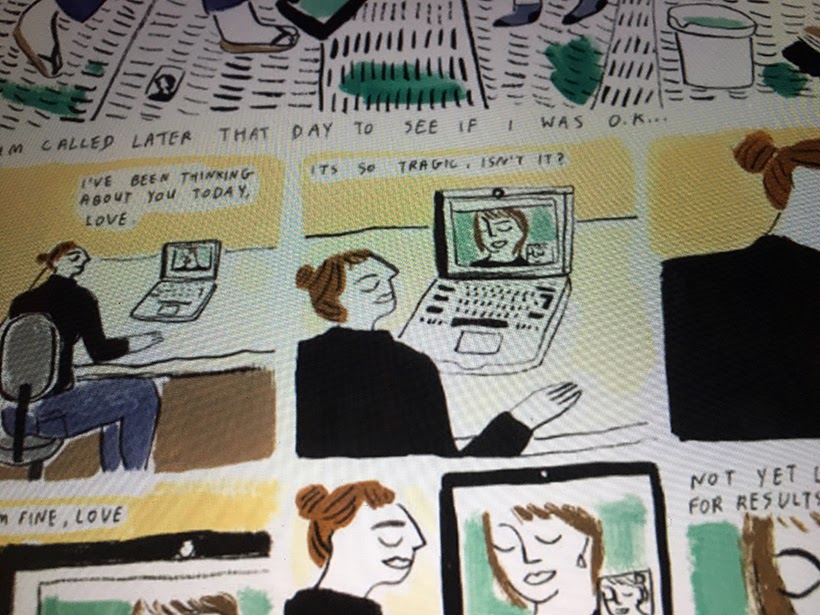 CALLED LATER THAT DAY TO SEE IF I WAS O.K...
I'VE BEEN THINKING
ABOUT YOU TODAY,
LOVE.
ITS SO TRAGIC, ISN'T IT?
FINE, LOVE
NOT YET
FOR RESULTS